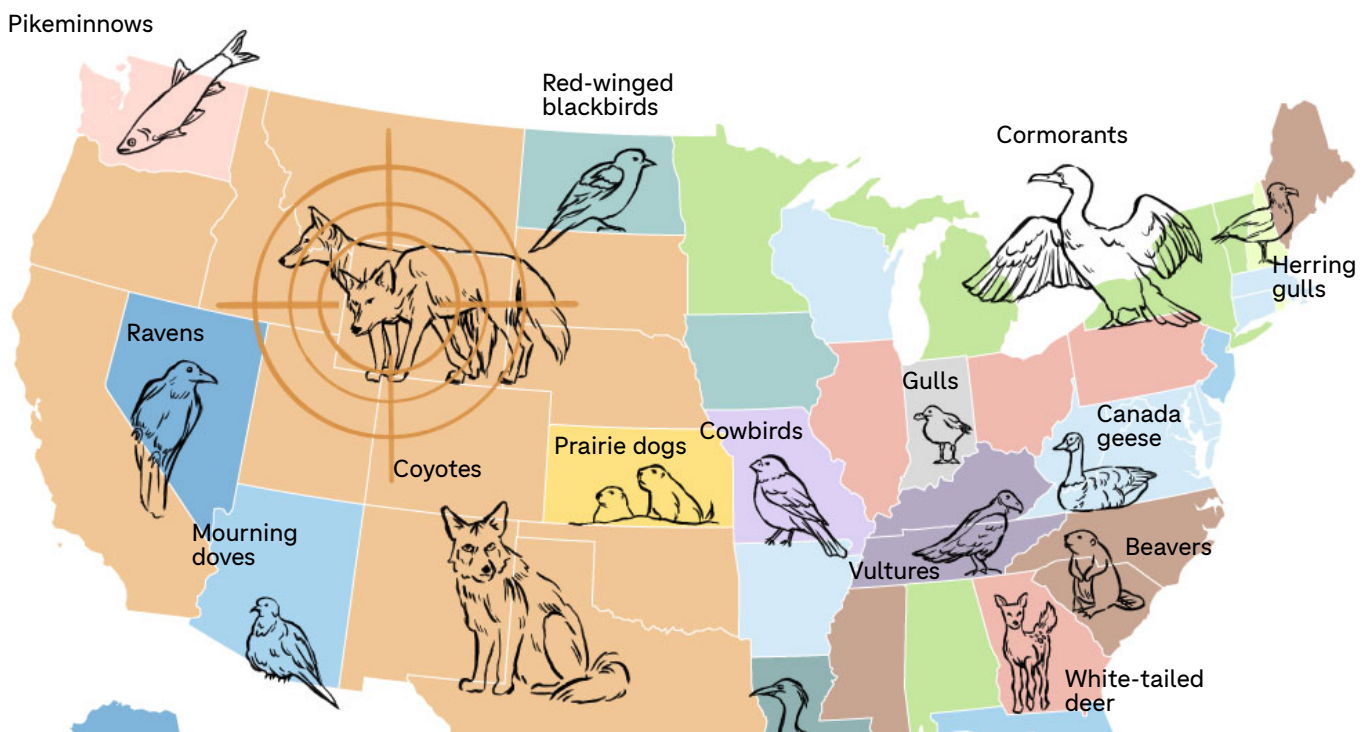 Pikeminnows
Red-winged
blackbirds
Cormorants
Herring
gulls
Ravens
Gulls
Canada
geese
Prairie dogs
Cowbirds
Coyotes
Mourning
doves
Beavers
Vultures
White-tailed
deer